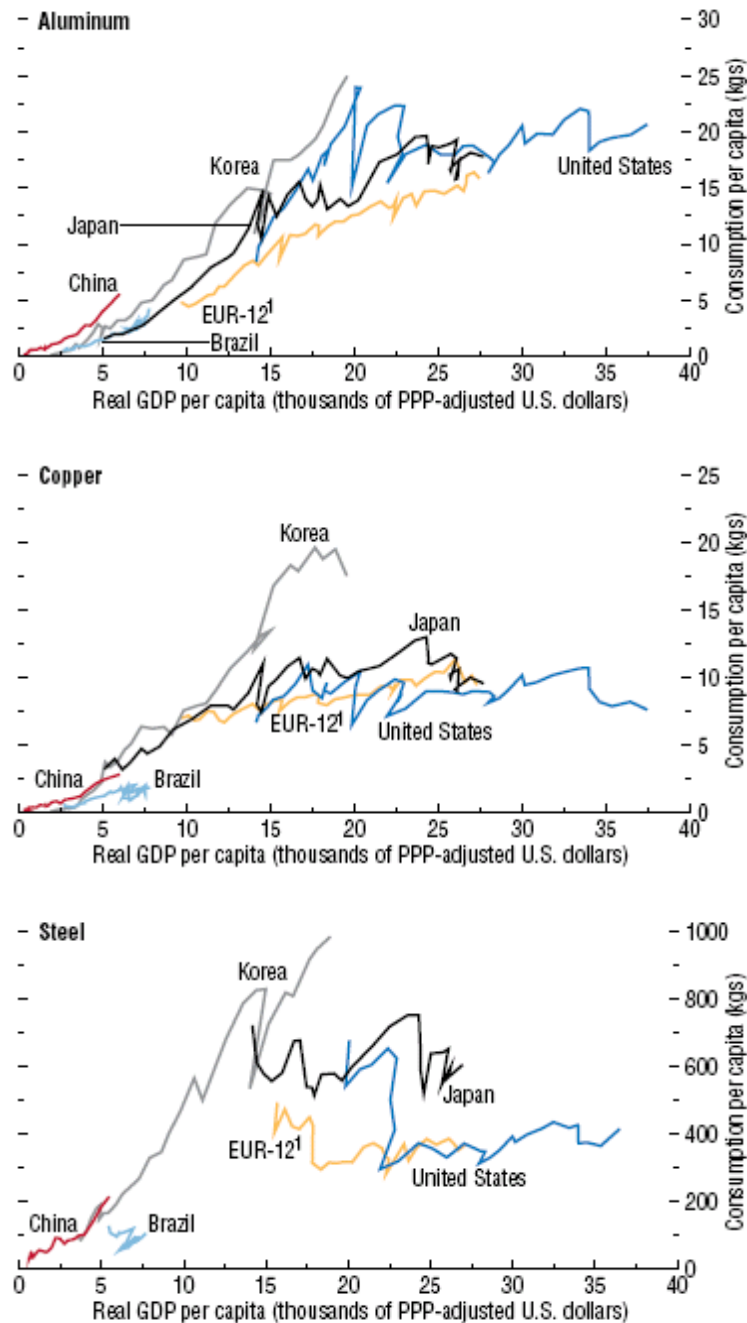 Aluminum
30
25
20
15
10
5
0
Consumption per capita (kgs)
Korea
United States
Japan
China
EUR-12¹
Brazil
0 5 10 15 20 25 30 35 40
Real GDP per capita (thousands of PPP-adjusted U.S. dollars)
Copper
25
20
15
10
5
0
Consumption per capita (kgs)
Korea
Japan
EUR-12¹
United States
China
Brazil
0 5 10 15 20 25 30 35 40
Real GDP per capita (thousands of PPP-adjusted U.S. dollars)
Steel
1000
800
600
400
200
0
Consumption per capita (kgs)
Korea
Japan
EUR-12¹
United States
China
Brazil
0 5 10 15 20 25 30 35 40
Real GDP per capita (thousands of PPP-adjusted U.S. dollars)